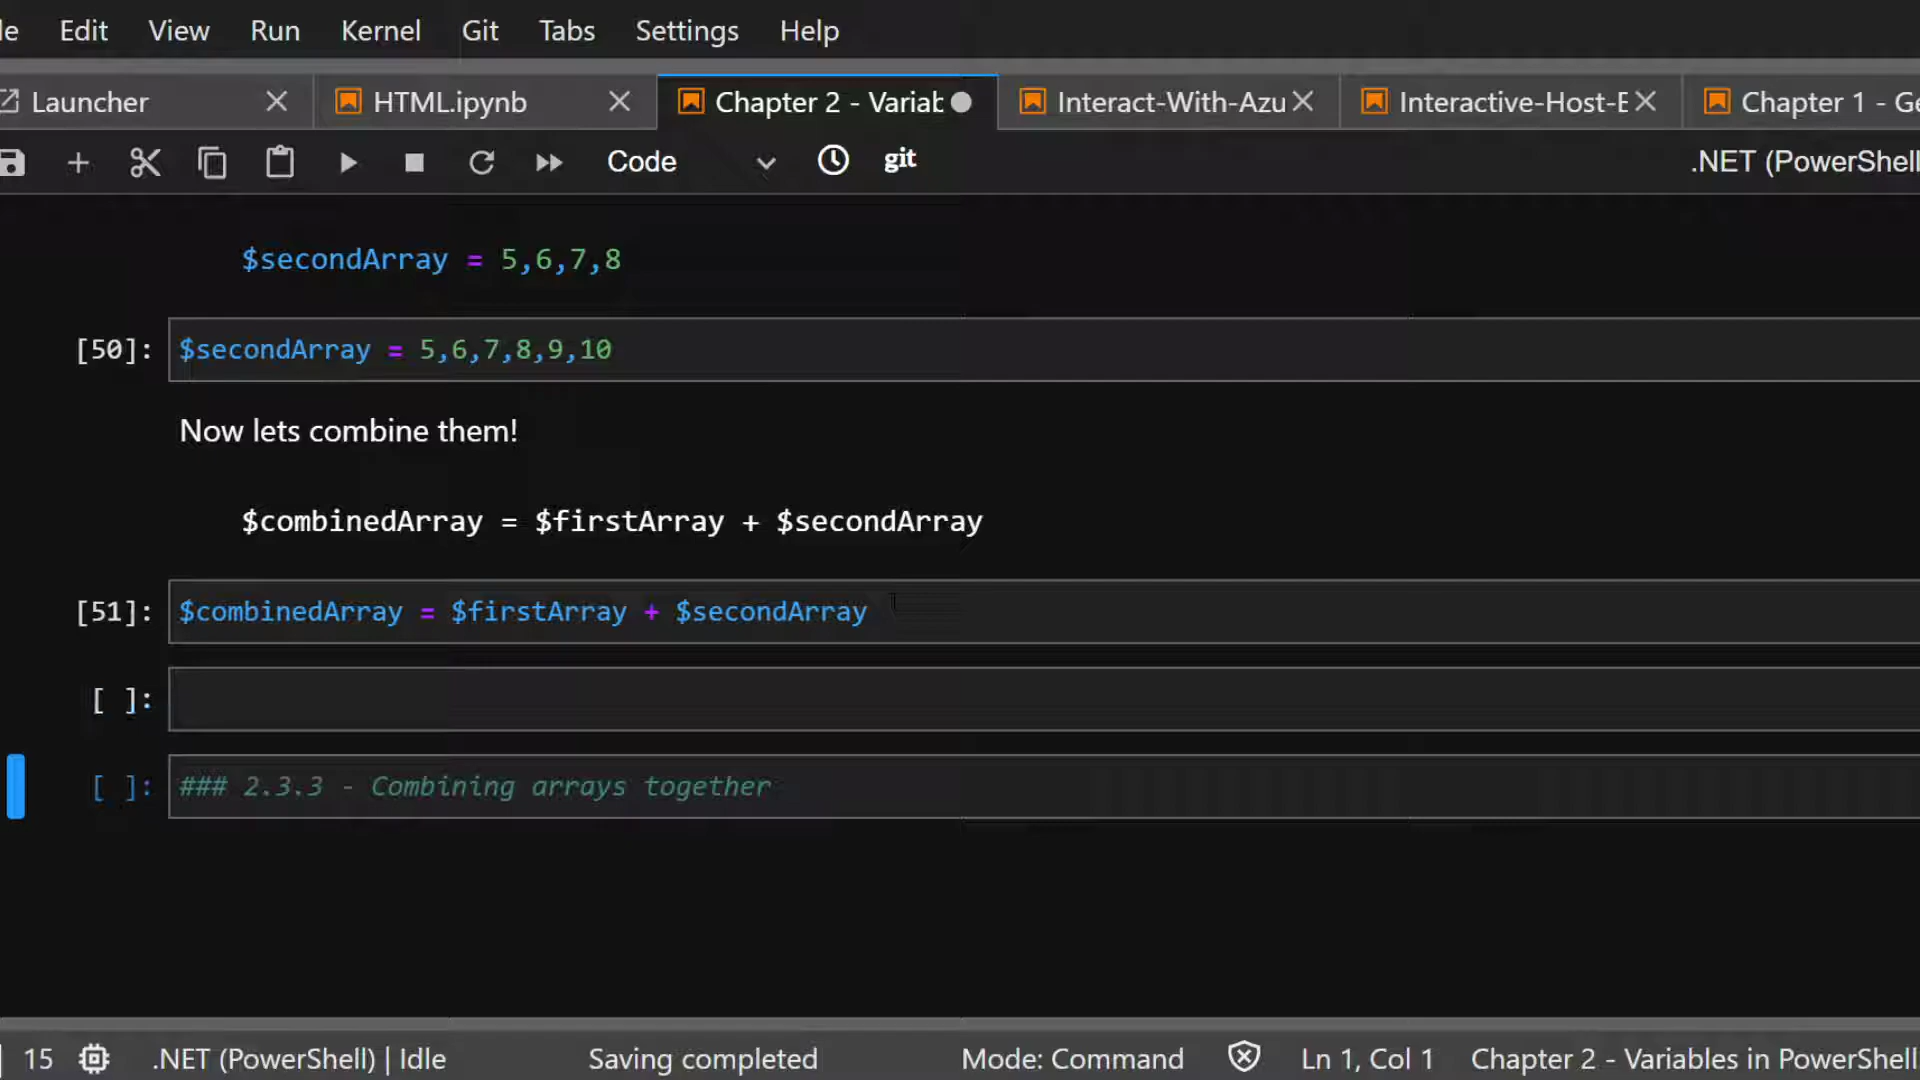 le Edit View Run Kernel Git Tabs Settings Help
Launcher HTML.ipynb Chapter 2 - Variab Interact-With-Azu Interactive-Host-E Chapter 1 - Ge
Code git .NET (PowerShell
$secondArray = 5,6,7,8
[50]: $secondArray = 5,6,7,8,9,10
Now lets combine them!
$combinedArray = $firstArray + $secondArray
[51]: $combinedArray = $firstArray + $secondArray
[ ]:
[ ]: ### 2.3.3 - Combining arrays together
15 .NET (PowerShell) | Idle Saving completed Mode: Command Ln 1, Col 1 Chapter 2 - Variables in PowerShell